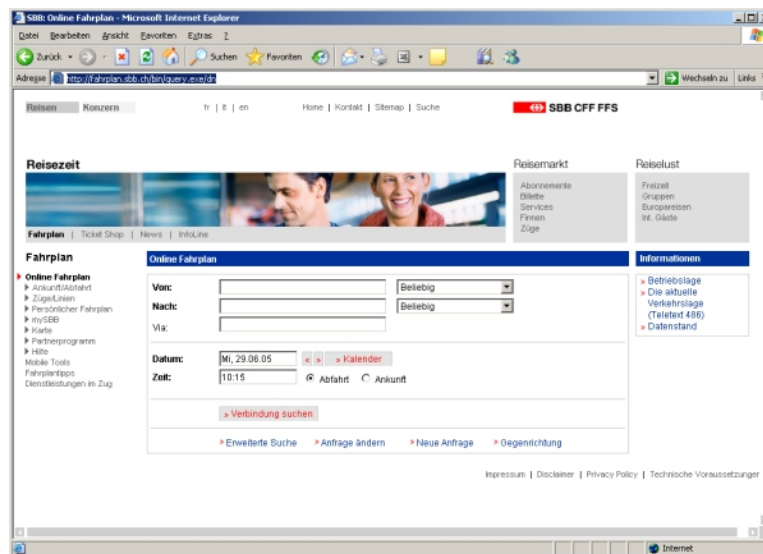 SBB: Online Fahrplan - Microsoft Internet Explorer
Datei Bearbeiten Ansicht Favoriten Extras ?
Zurück Suchen Favoriten
Adresse http://fahrplan.sbb.ch/bin/query.exe/dn Wechseln zu Links
Reisen Konzern fr | it | en Home | Kontakt | Sitemap | Suche SBB CFF FFS
Reisezeit Reisemarkt Reiselust
Abonnemente Freizeit
Billette Gruppen
Services Europareisen
Firmen Int. Gäste
Züge
Fahrplan | Ticket Shop | News | InfoLine
Fahrplan Online Fahrplan Informationen
Online Fahrplan
Ankunft/Abfahrt
Züge/Linien
Persönlicher Fahrplan
mySBB
Karte
Partnerprogramm
Hilfe
Mobile Tools
Fahrplantipps
Dienstleistungen im Zug
Von: Beliebig
Nach: Beliebig
Via:
Datum: Mi, 29.06.05 « » » Kalender
Zeit: 10:15 Abfahrt Ankunft
» Verbindung suchen
» Erweiterte Suche » Anfrage ändern » Neue Anfrage » Gegenrichtung
» Betriebslage
» Die aktuelle
Verkehrslage
(Teletext 486)
» Datenstand
Impressum | Disclaimer | Privacy Policy | Technische Voraussetzungen
Internet